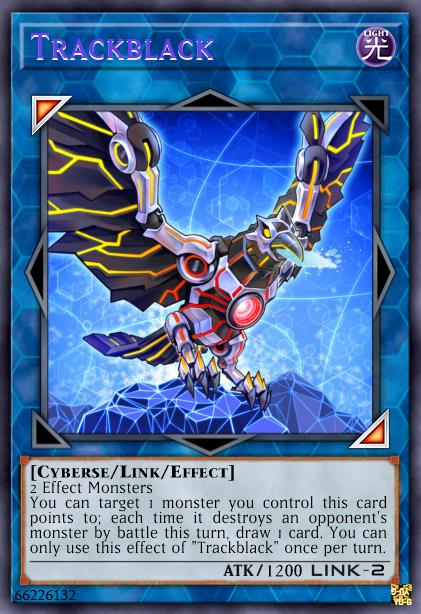 Trackblack
LIGHT
光
[Cyberse/Link/Effect]
2 Effect Monsters
You can target 1 monster you control this card
points to; each time it destroys an opponent's
monster by battle this turn, draw 1 card. You can
only use this effect of "Trackblack" once per turn.
ATK/1200 LINK-2
66226132